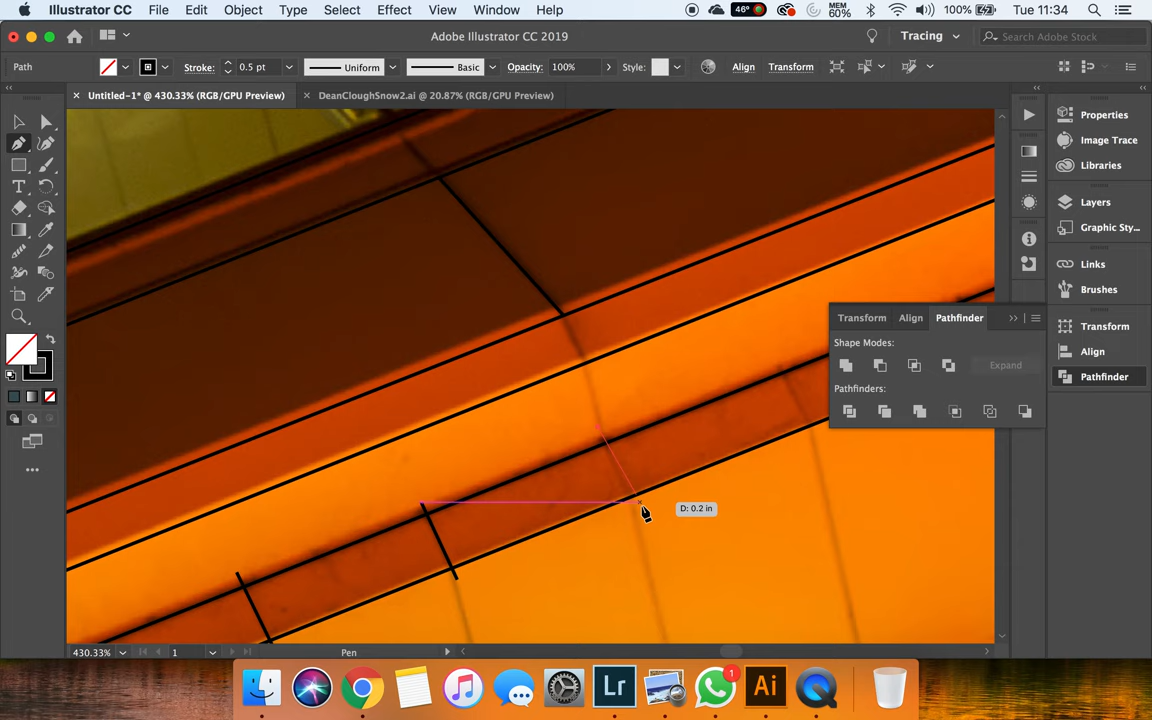 Illustrator CC File Edit Object Type Select Effect View Window Help 46° MEM 60% 100% Tue 11:34
Adobe Illustrator CC 2019 Tracing Search Adobe Stock
Path Stroke: 0.5 pt Uniform Basic Opacity: 100% Style: Align Transform
Untitled-1* @ 430.33% (RGB/GPU Preview) DeanCloughSnow2.ai @ 20.87% (RGB/GPU Preview)
Properties
Image Trace
Libraries
Layers
Graphic Sty...
Links
Brushes
Transform
Align
Pathfinder
Transform Align Pathfinder
Shape Modes:
Expand
Pathfinders:
D: 0.2 in
430.33% 1 Pen
Lr 1 Ai